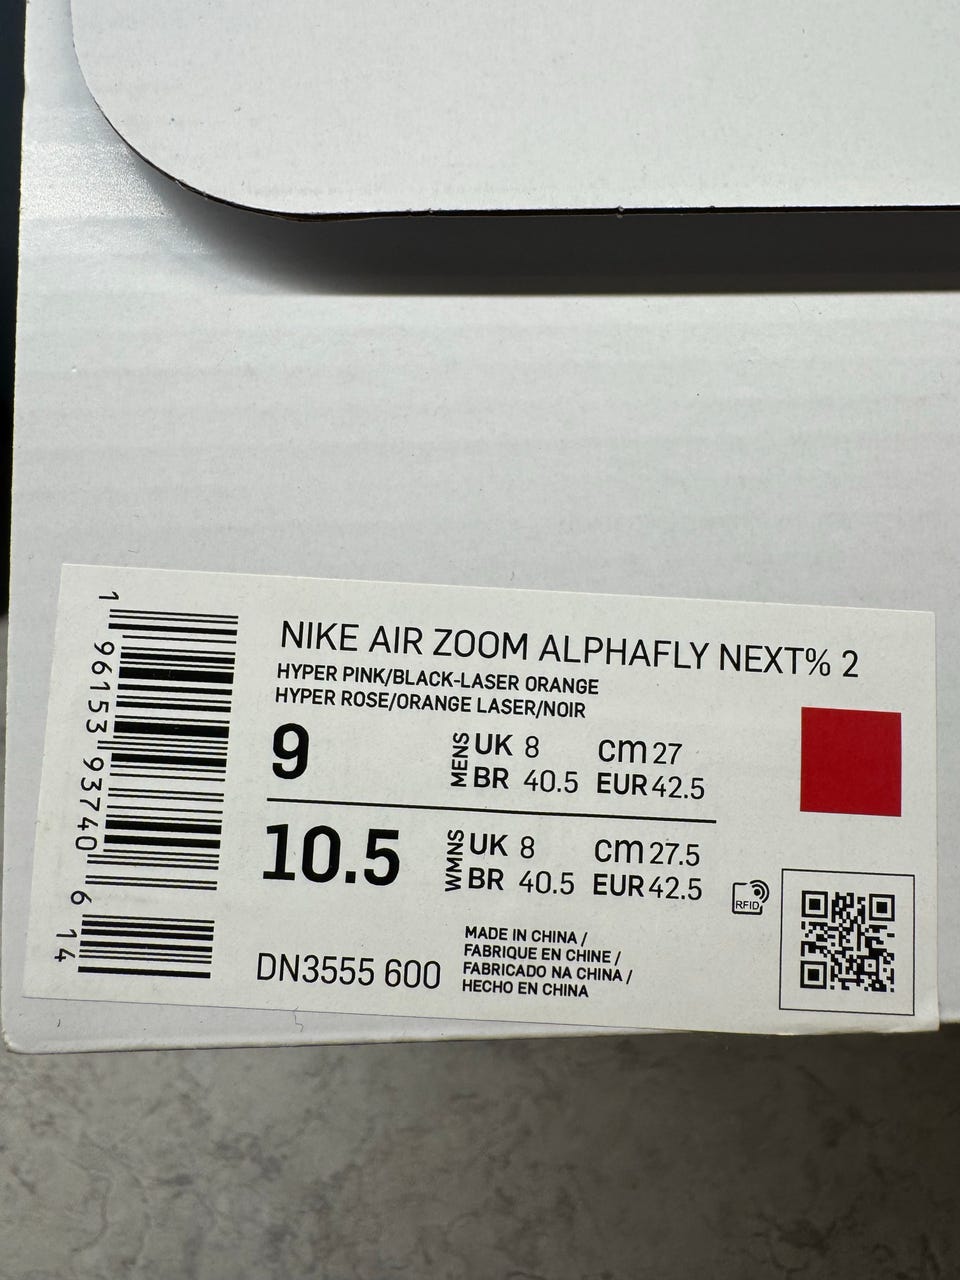 NIKE AIR ZOOM ALPHAFLY NEXT% 2
HYPER PINK/BLACK-LASER ORANGE
HYPER ROSE/ORANGE LASER/NOIR
9 MENS UK 8 cm 27
BR 40.5 EUR 42.5
10.5 WMNS UK 8 cm 27.5
BR 40.5 EUR 42.5
RFID
DN3555 600
MADE IN CHINA /
FABRIQUE EN CHINE /
FABRICADO NA CHINA /
HECHO EN CHINA
1 96153 93740 6 14